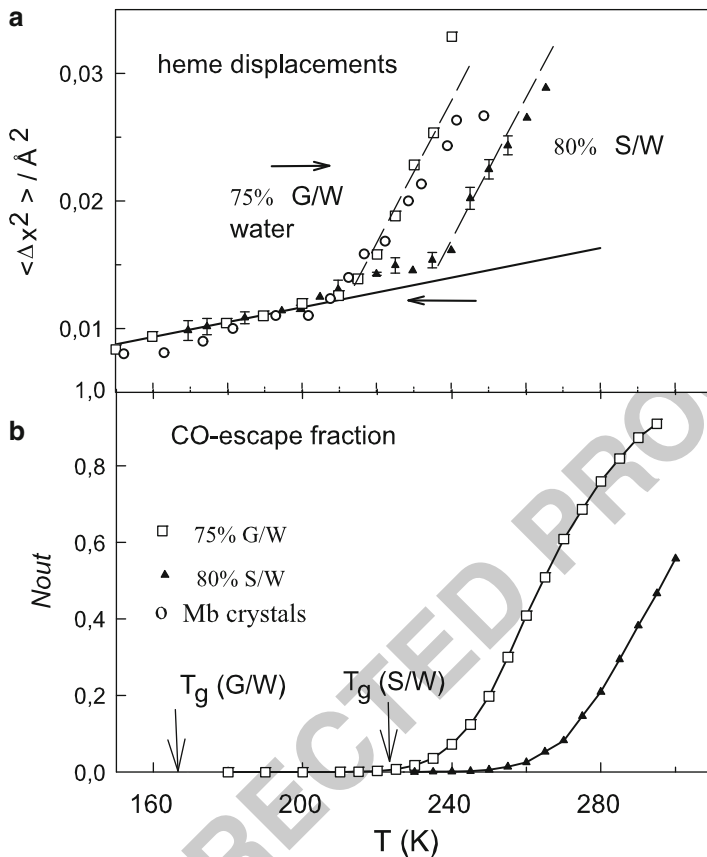 a
0,03
0,02
0,01
<Δx²> / Å²
heme displacements
75% G/W
water
80% S/W
b
1,0
0,8
0,6
0,4
0,2
0,0
Nout
CO-escape fraction
75% G/W
80% S/W
Mb crystals
Tg (G/W)
Tg (S/W)
160
200
240
280
T (K)
RECTED PRO